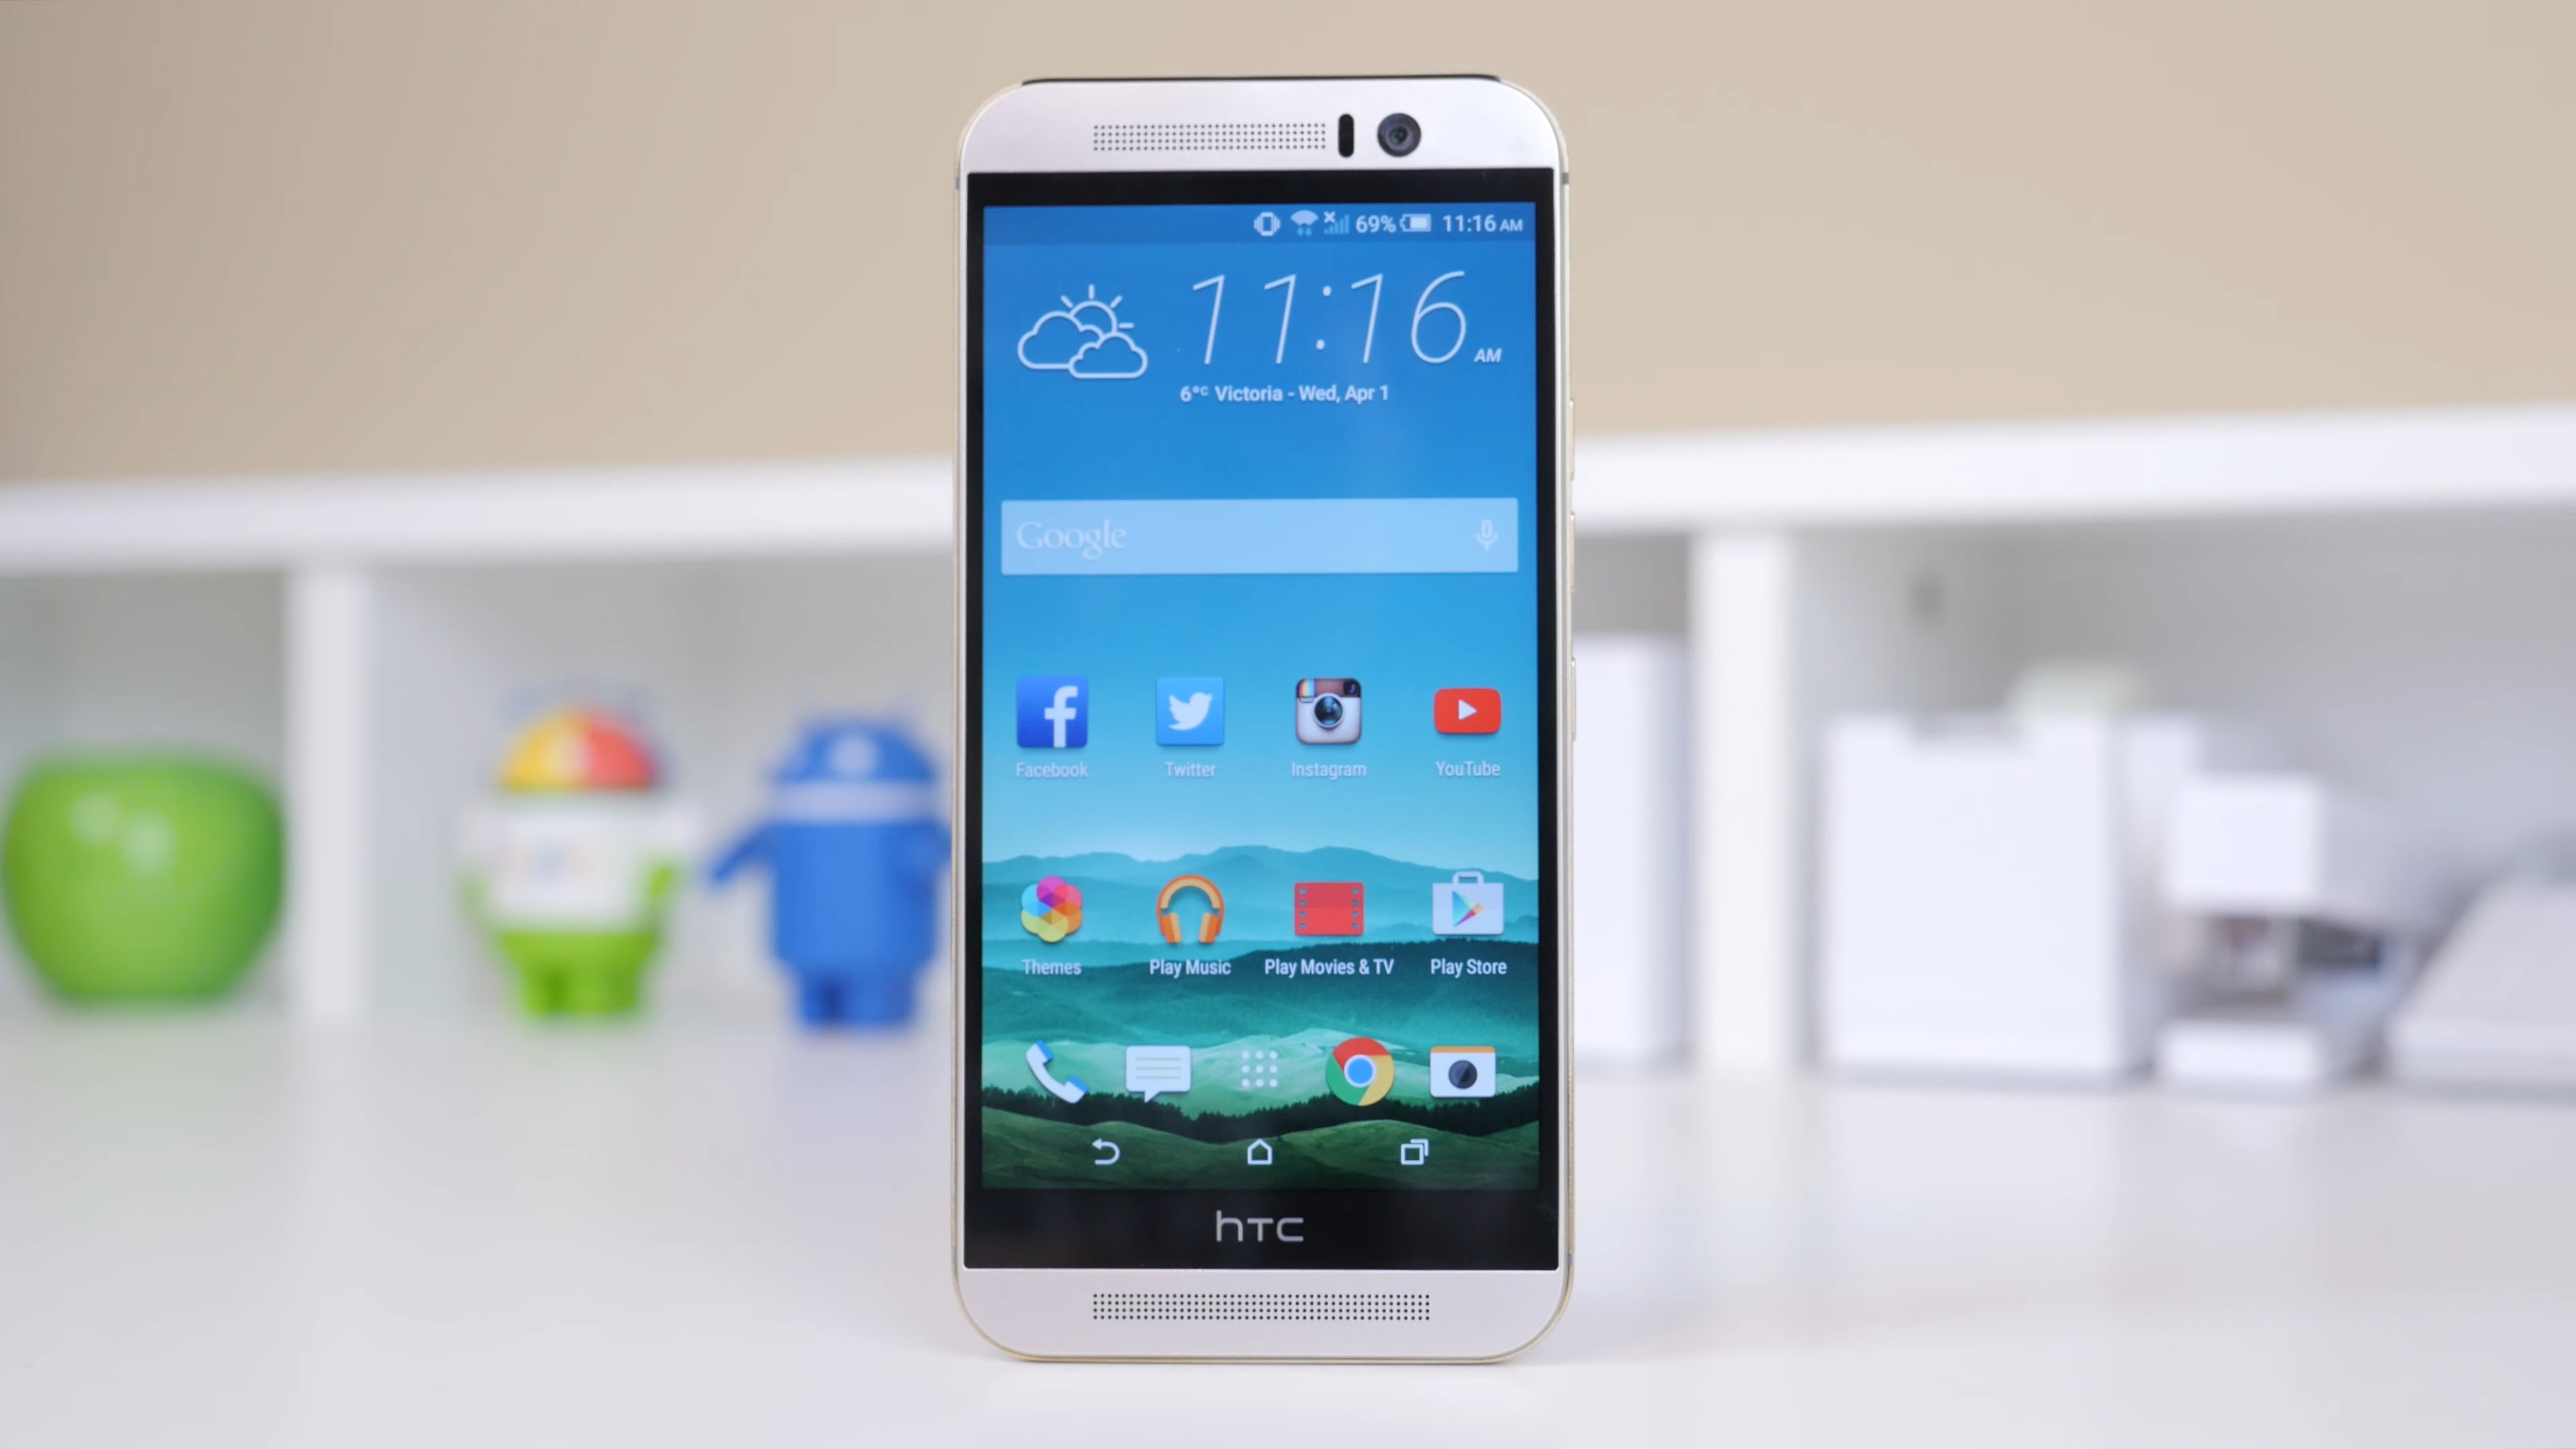 69% 11:16 AM
11:16 AM
6°C Victoria - Wed, Apr 1
Google
Facebook Twitter Instagram YouTube
Themes Play Music Play Movies & TV Play Store
hTC